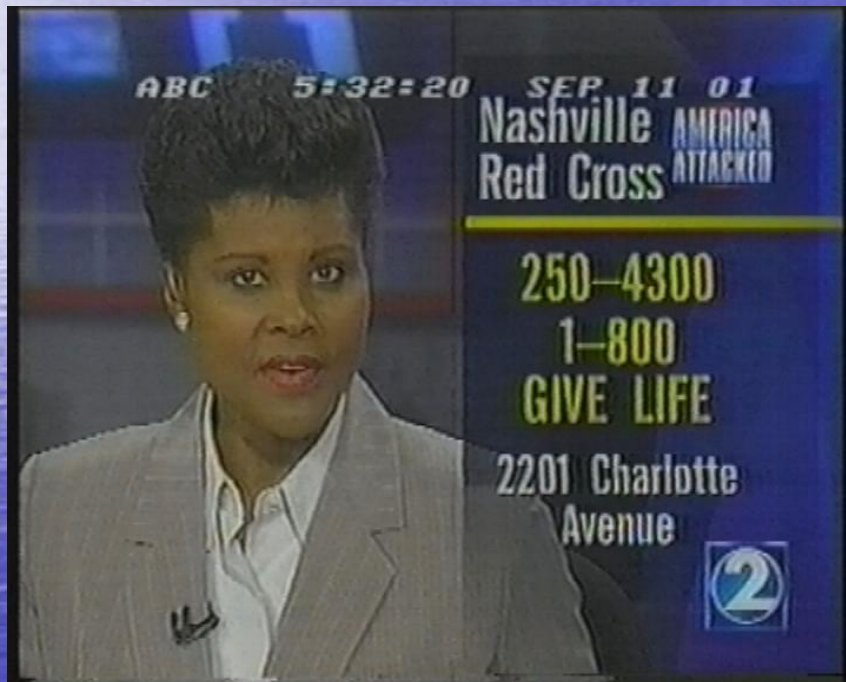 ABC 5:32:20 SEP 11 01
Nashville
Red Cross
AMERICA
ATTACKED
250-4300
1-800
GIVE LIFE
2201 Charlotte
Avenue
2